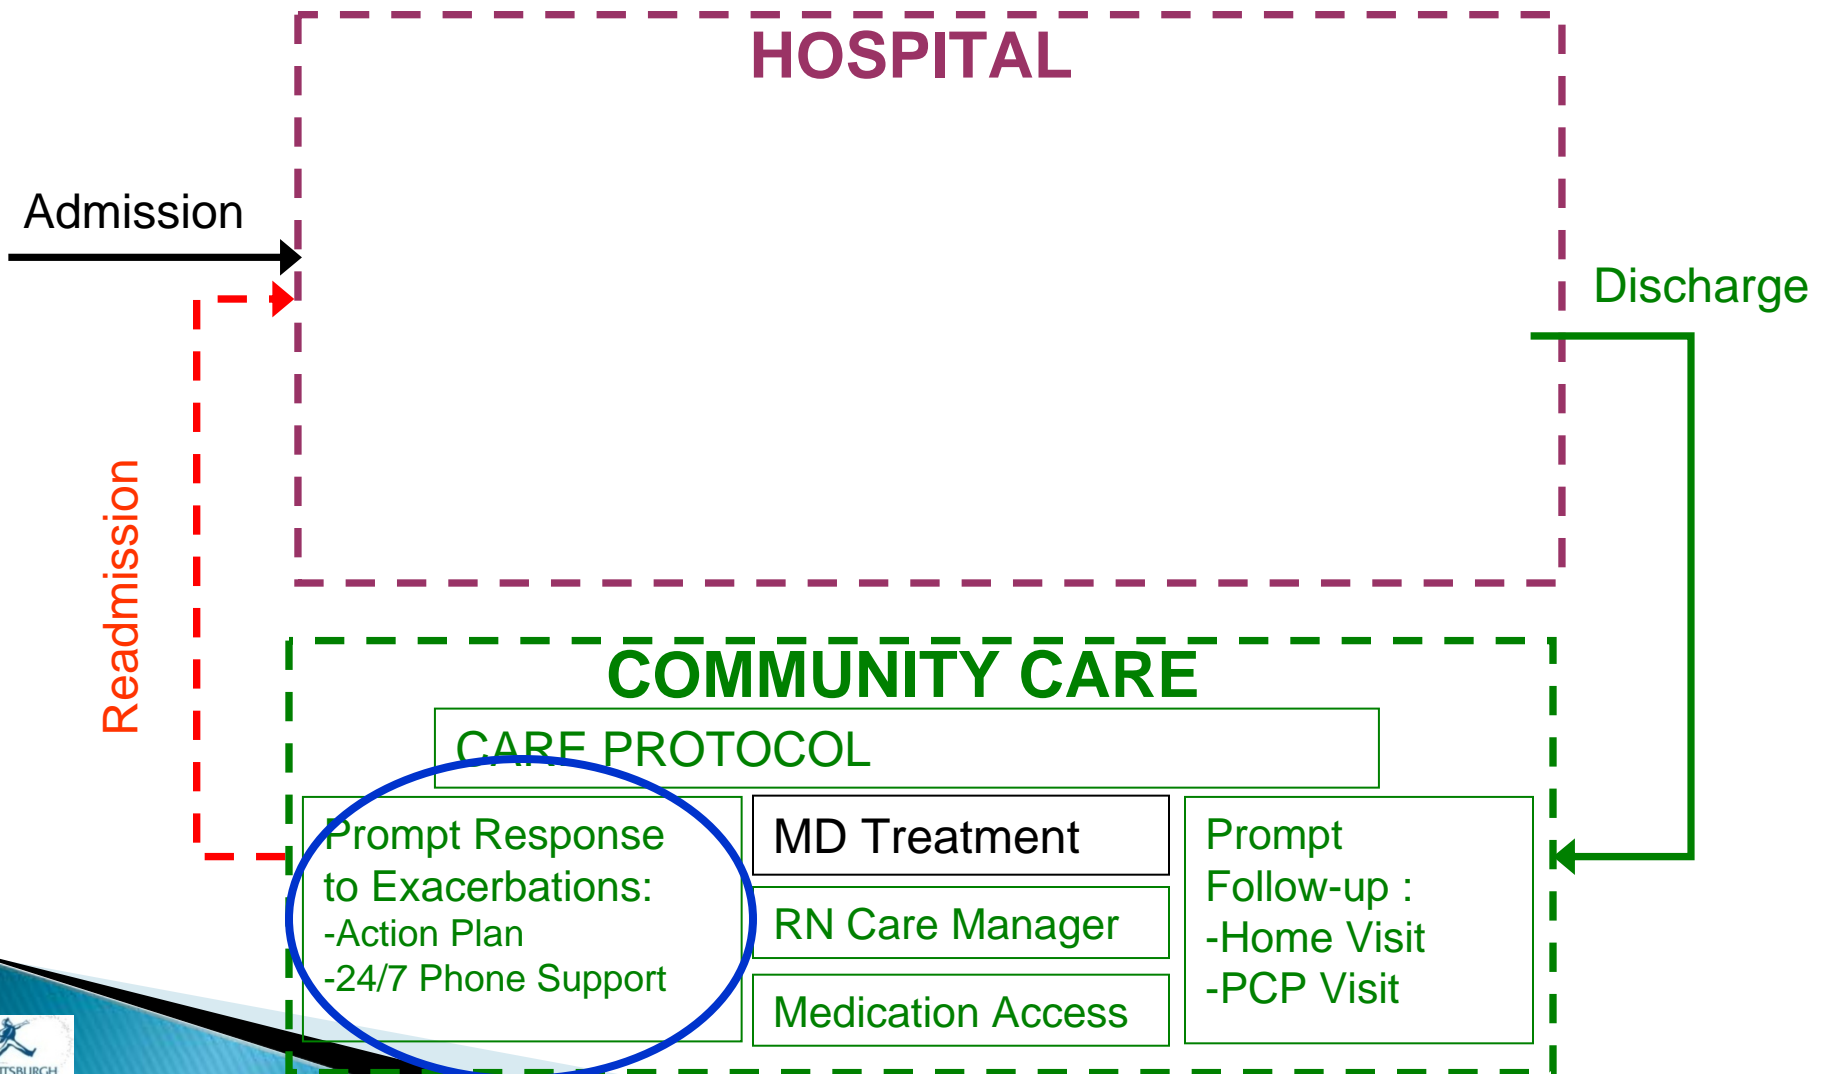 HOSPITAL
Admission
Discharge
Readmission
COMMUNITY CARE
CARE PROTOCOL
Prompt Response
to Exacerbations:
-Action Plan
-24/7 Phone Support
MD Treatment
RN Care Manager
Medication Access
Prompt
Follow-up :
-Home Visit
-PCP Visit